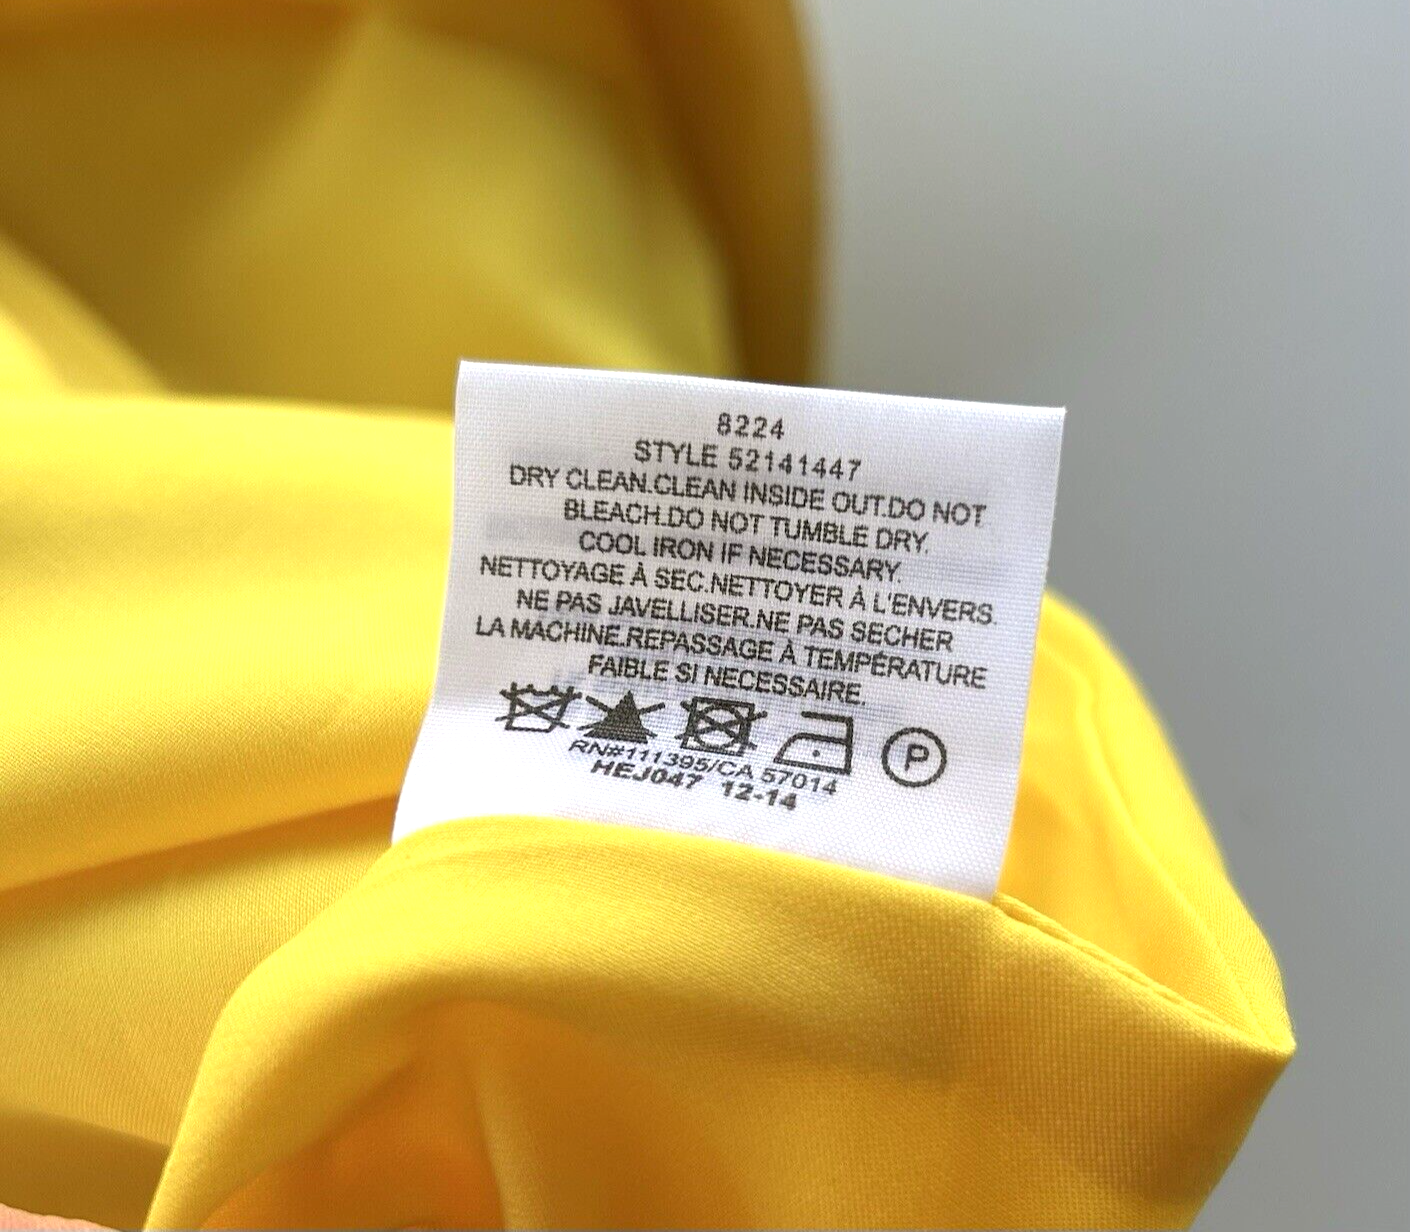 8224
STYLE 52141447
DRY CLEAN.CLEAN INSIDE OUT.DO NOT
BLEACH.DO NOT TUMBLE DRY.
COOL IRON IF NECESSARY.
NETTOYAGE À SEC.NETTOYER À L'ENVERS.
NE PAS JAVELLISER.NE PAS SECHER
LA MACHINE.REPASSAGE À TEMPÉRATURE
FAIBLE SI NECESSAIRE.
P
RN#111395/CA 57014
HEJ047 12-14